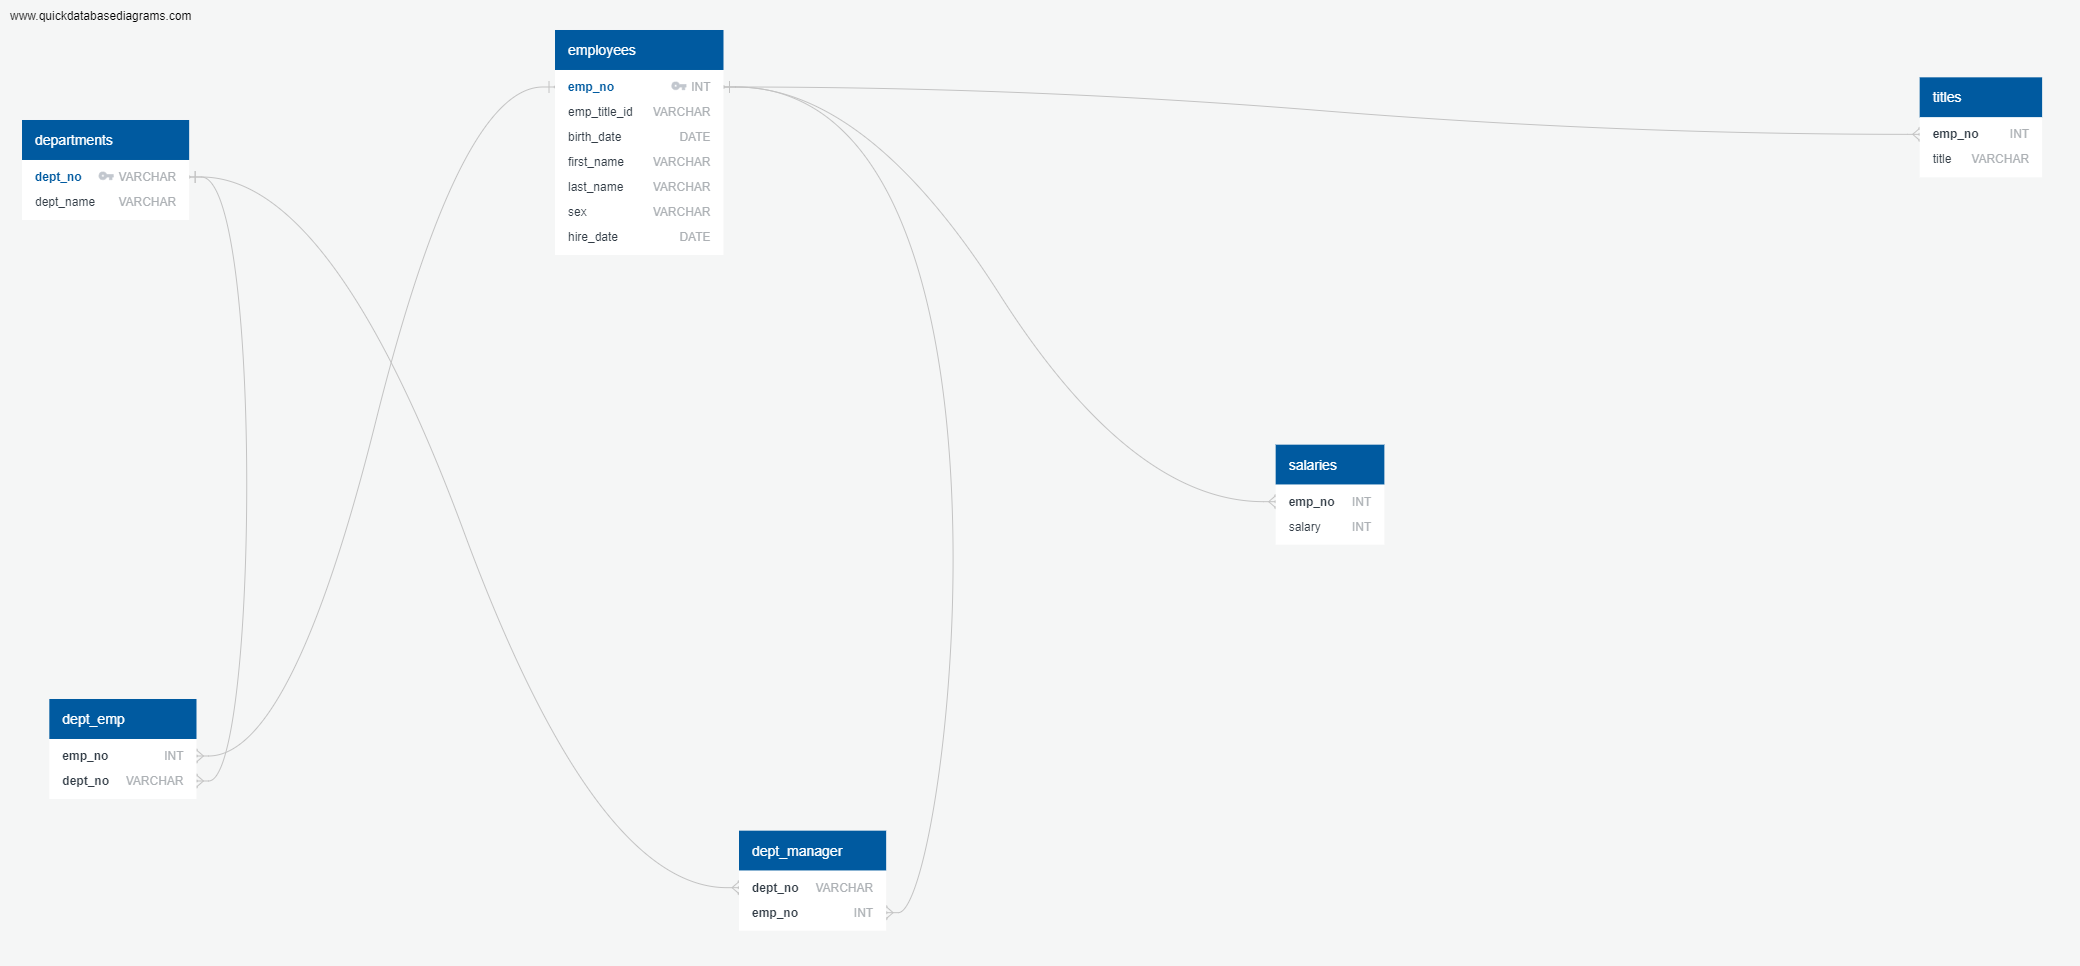 www.quickdatabasediagrams.com
employees
emp_no INT
emp_title_id VARCHAR
birth_date DATE
first_name VARCHAR
last_name VARCHAR
sex VARCHAR
hire_date DATE
titles
emp_no INT
title VARCHAR
departments
dept_no VARCHAR
dept_name VARCHAR
salaries
emp_no INT
salary INT
dept_emp
emp_no INT
dept_no VARCHAR
dept_manager
dept_no VARCHAR
emp_no INT